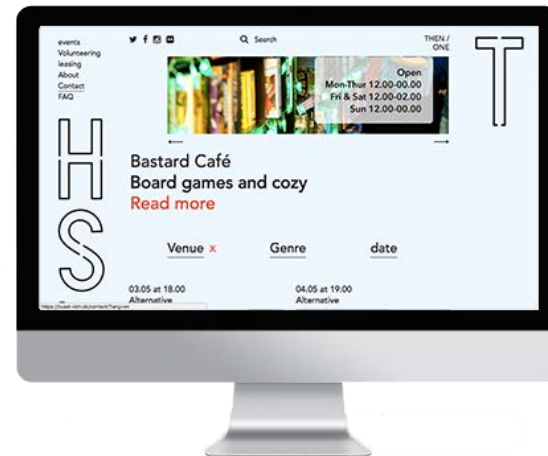 events
Volunteering
leasing
About
Contact
FAQ
Search
THEN /
ONE
T
Open
Mon-Thur 12.00-00.00
Fri & Sat 12.00-02.00
Sun 12.00-00.00
H
S
Bastard Café
Board games and cozy
Read more
Venue x
Genre
date
03.05 at 18.00
Alternative
04.05 at 19.00
Alternative